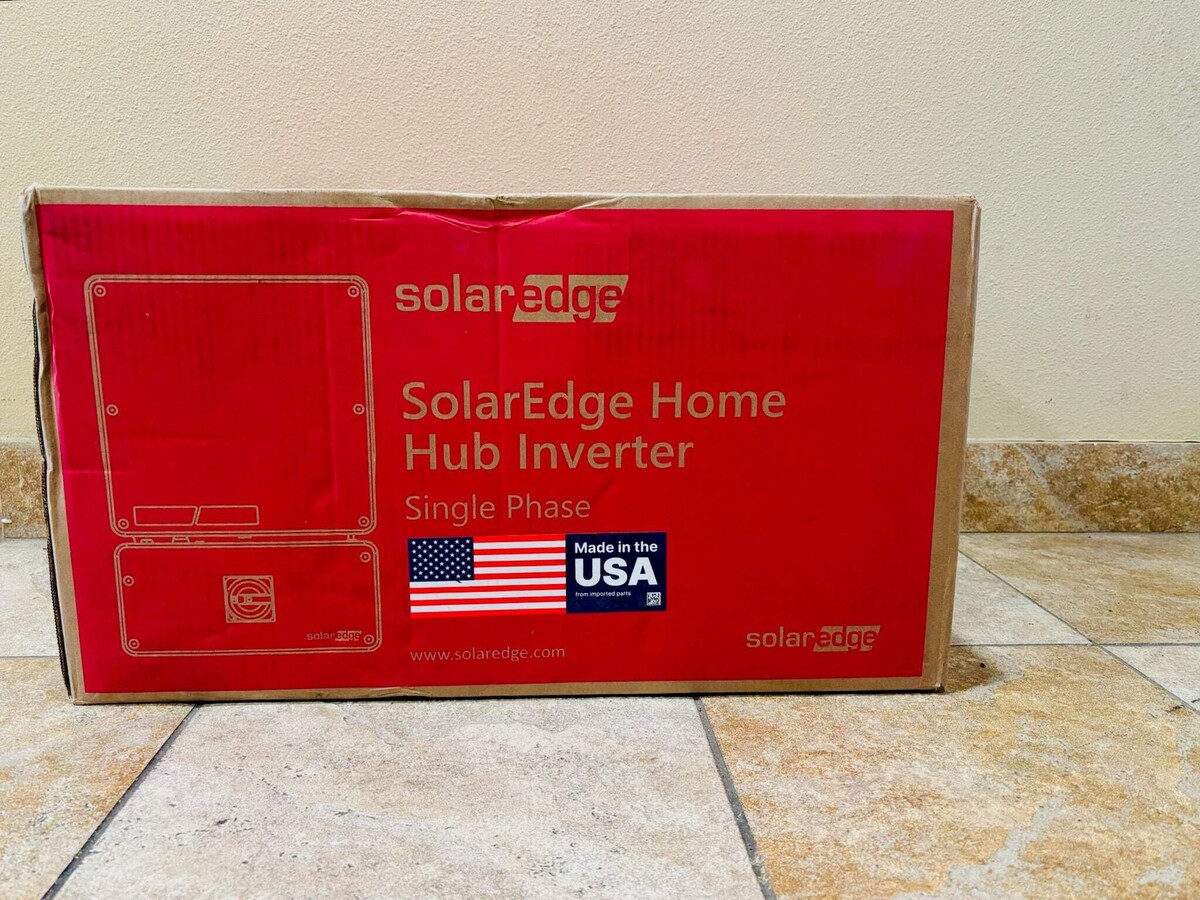 solaredge
SolarEdge Home
Hub Inverter
Single Phase
Made in the
USA
from imported parts
www.solaredge.com
solaredge
solaredge